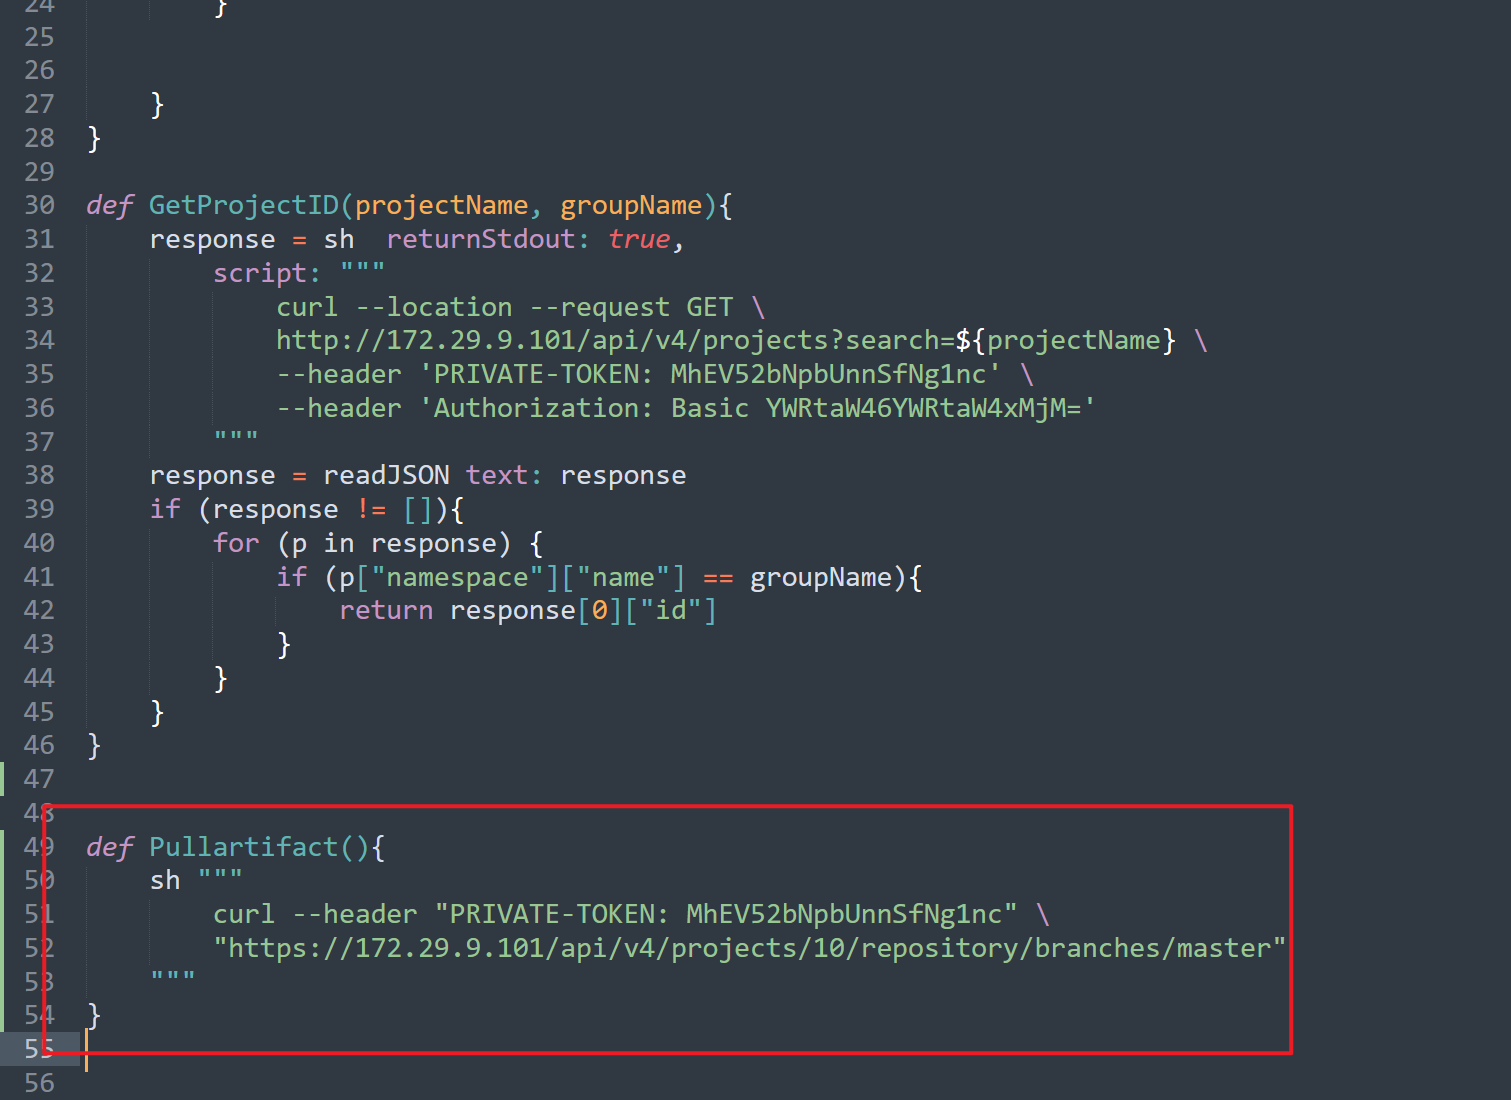 24 }
25
26
27 }
28 }
29
30 def GetProjectID(projectName, groupName){
31 response = sh  returnStdout: true,
32 script: """
33 curl --location --request GET \
34 http://172.29.9.101/api/v4/projects?search=${projectName} \
35 --header 'PRIVATE-TOKEN: MhEV52bNpbUnnSfNg1nc' \
36 --header 'Authorization: Basic YWRtaW46YWRtaW4xMjM='
37 """
38 response = readJSON text: response
39 if (response != []){
40 for (p in response) {
41 if (p["namespace"]["name"] == groupName){
42 return response[0]["id"]
43 }
44 }
45 }
46 }
47
48
49 def Pullartifact(){
50 sh """
51 curl --header "PRIVATE-TOKEN: MhEV52bNpbUnnSfNg1nc" \
52 "https://172.29.9.101/api/v4/projects/10/repository/branches/master"
53 """
54 }
55
56